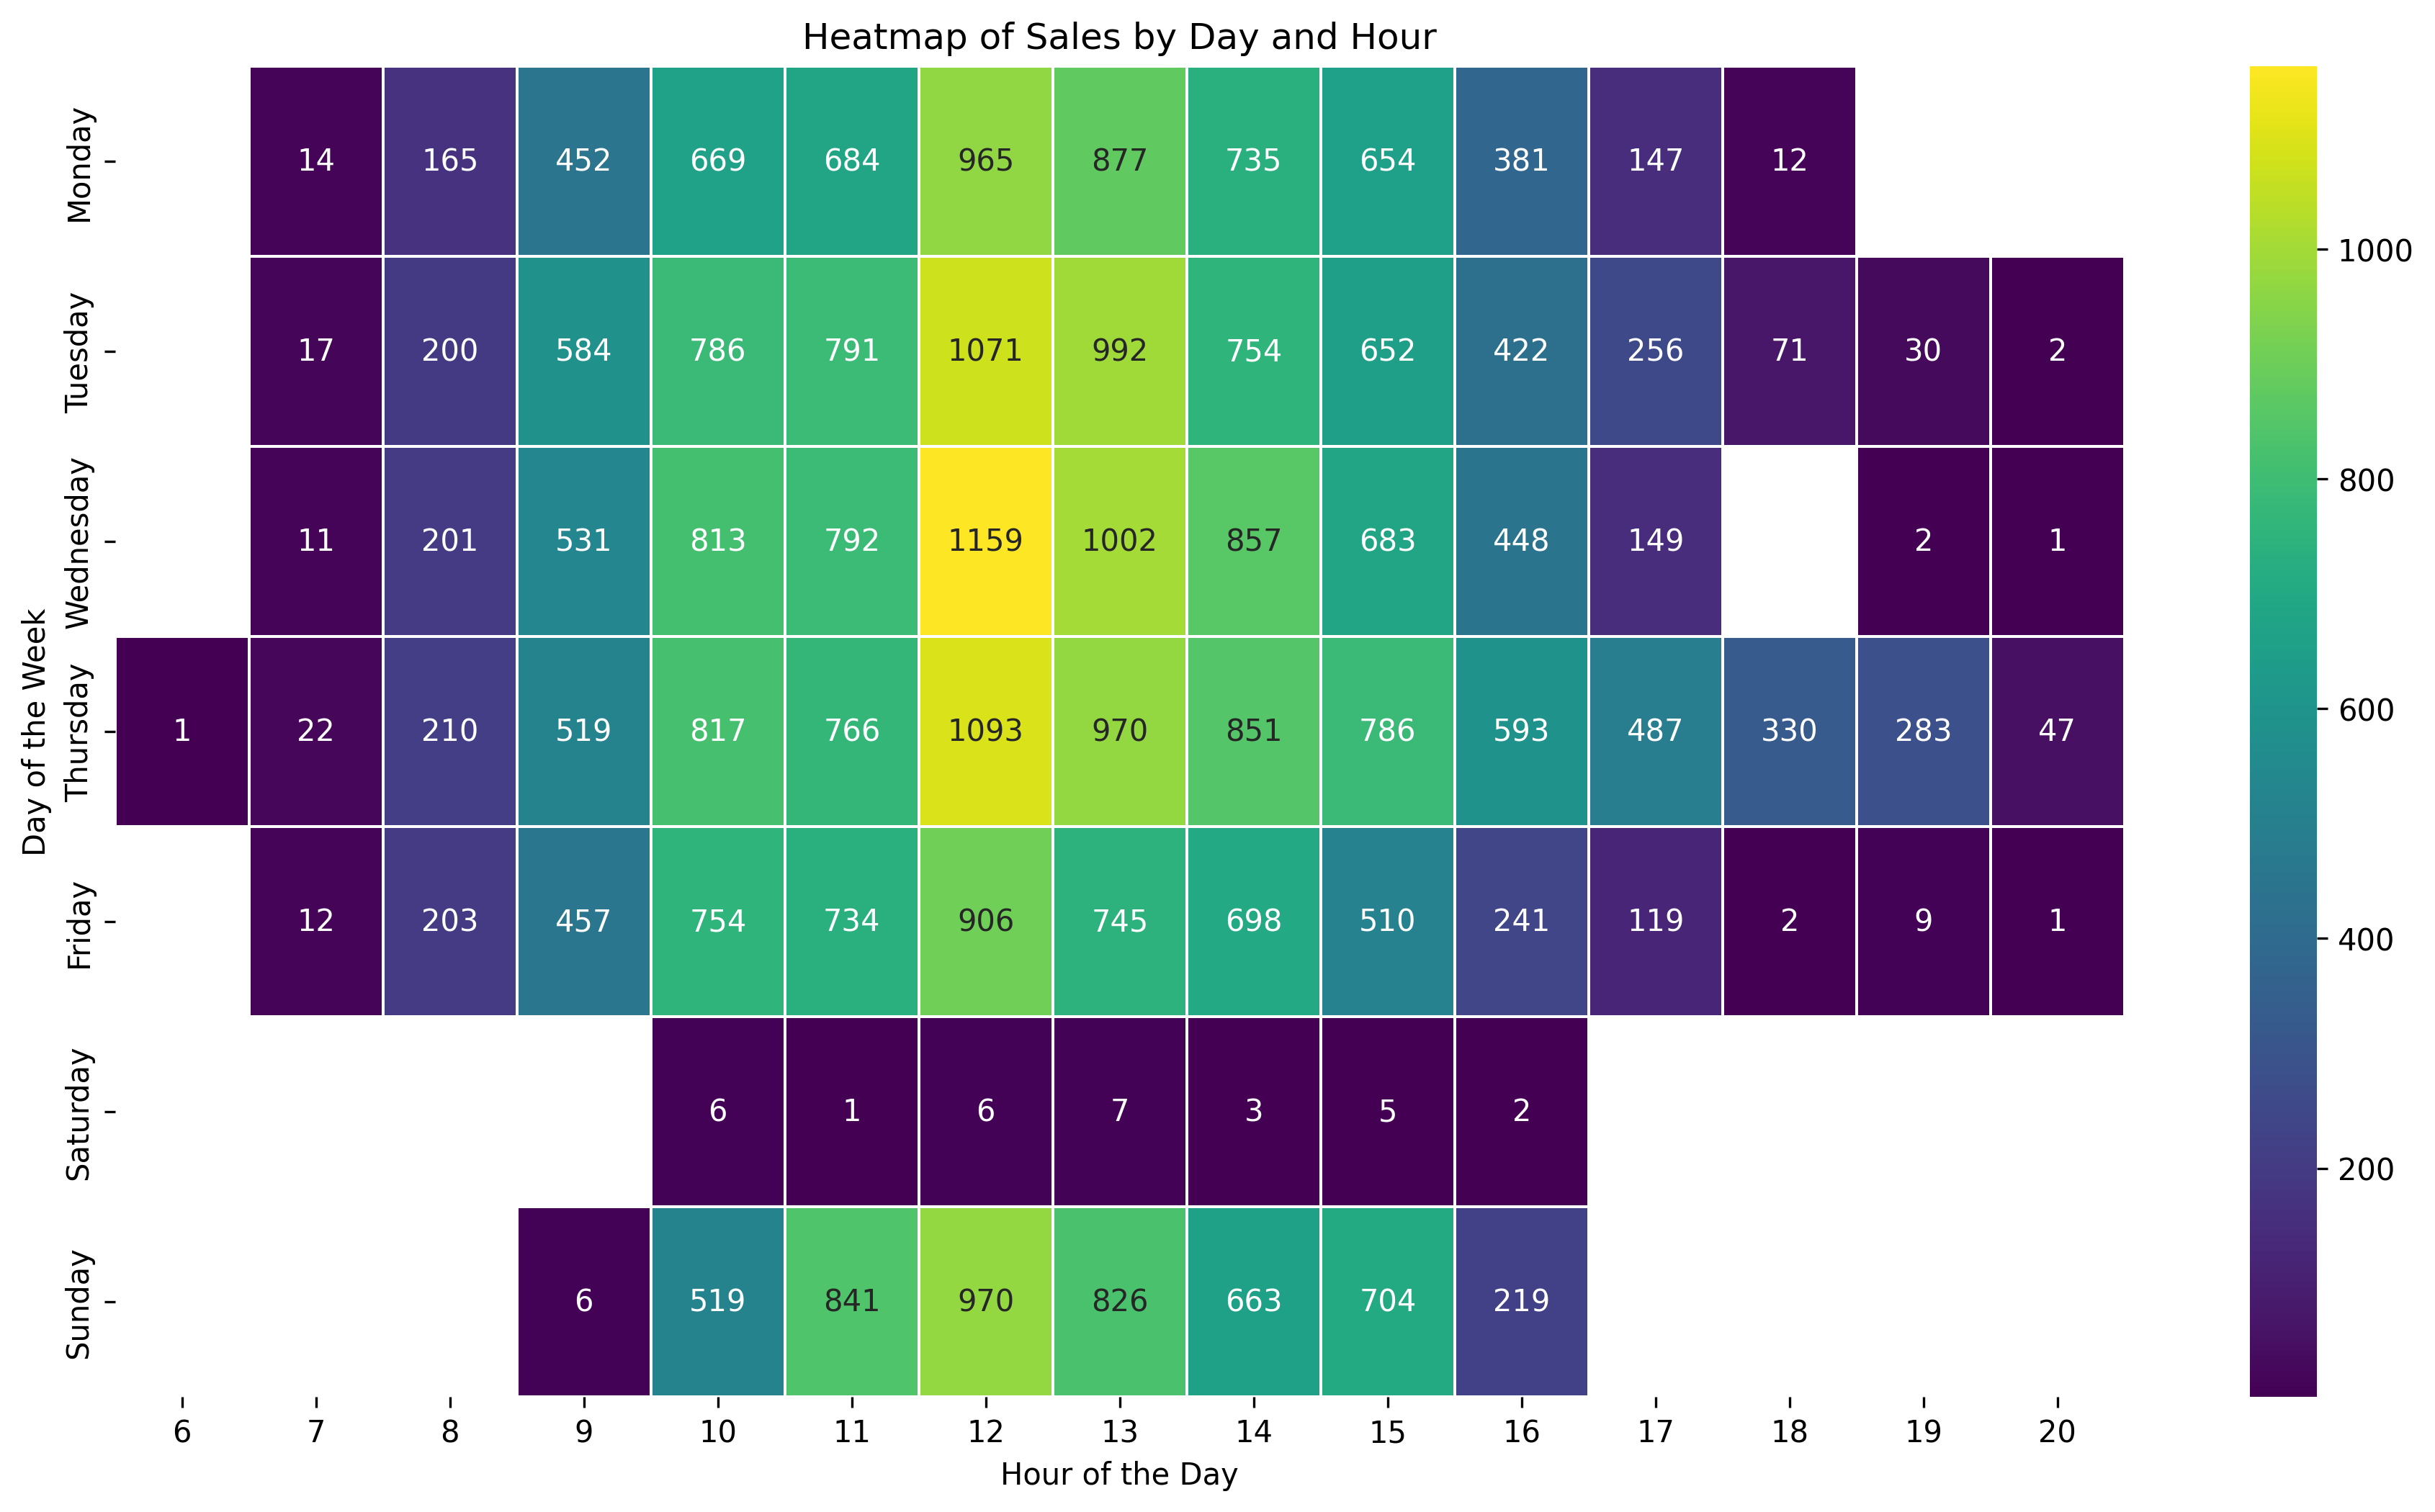 Heatmap of Sales by Day and Hour
Day of the Week
Monday 14 165 452 669 684 965 877 735 654 381 147 12
Tuesday 17 200 584 786 791 1071 992 754 652 422 256 71 30 2
Wednesday 11 201 531 813 792 1159 1002 857 683 448 149 2 1
Thursday 1 22 210 519 817 766 1093 970 851 786 593 487 330 283 47
Friday 12 203 457 754 734 906 745 698 510 241 119 2 9 1
Saturday 6 1 6 7 3 5 2
Sunday 6 519 841 970 826 663 704 219
6 7 8 9 10 11 12 13 14 15 16 17 18 19 20
Hour of the Day
1000
800
600
400
200